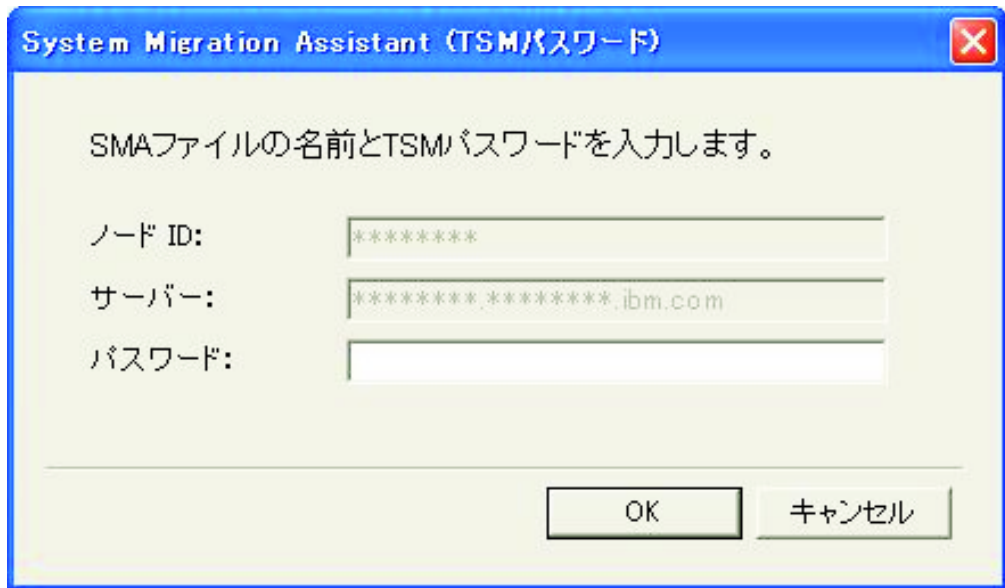 System Migration Assistant (TSMパスワード)
SMAファイルの名前とTSMパスワードを入力します。
ノード ID:
********
サーバー:
********.********.ibm.com
パスワード:
OK
キャンセル